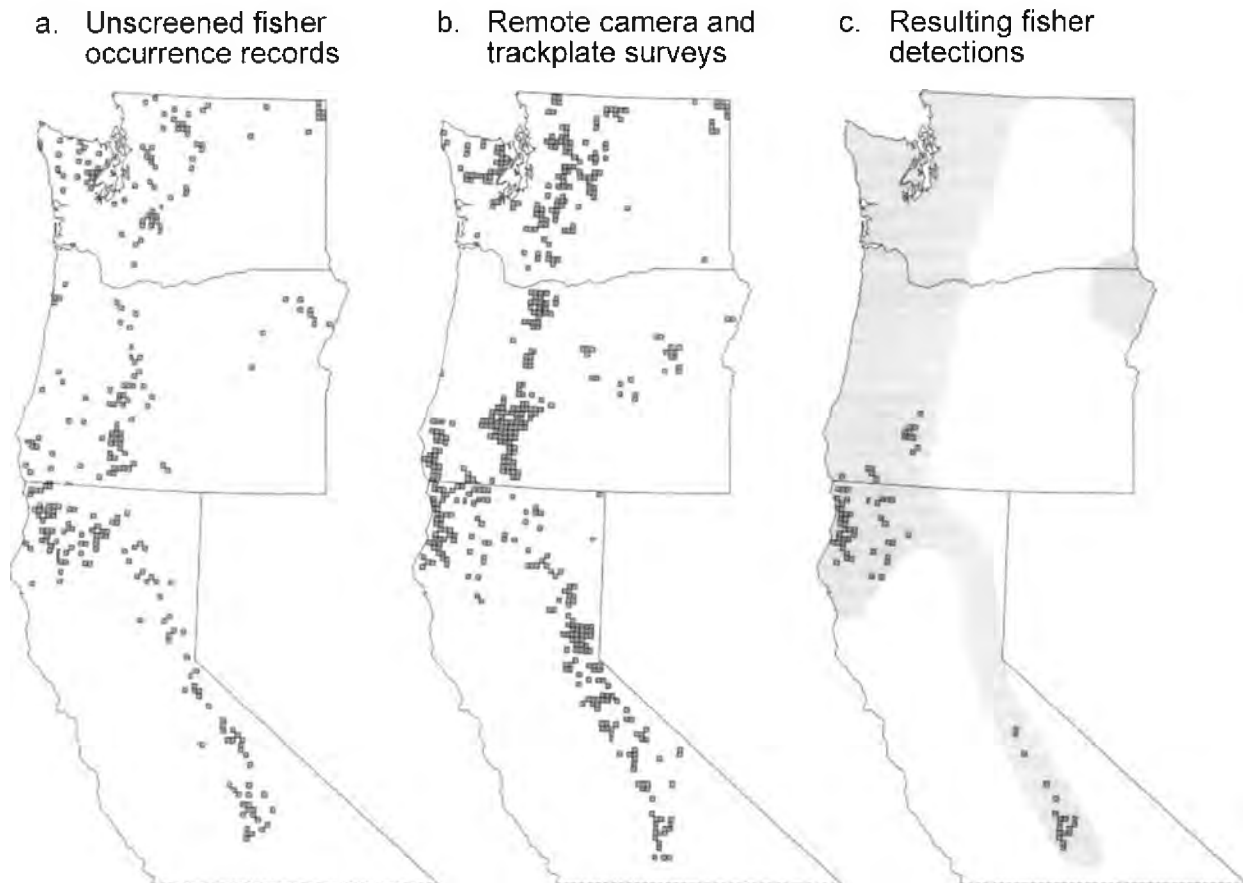 a. Unscreened fisher
occurrence records
b. Remote camera and
trackplate surveys
c. Resulting fisher
detections